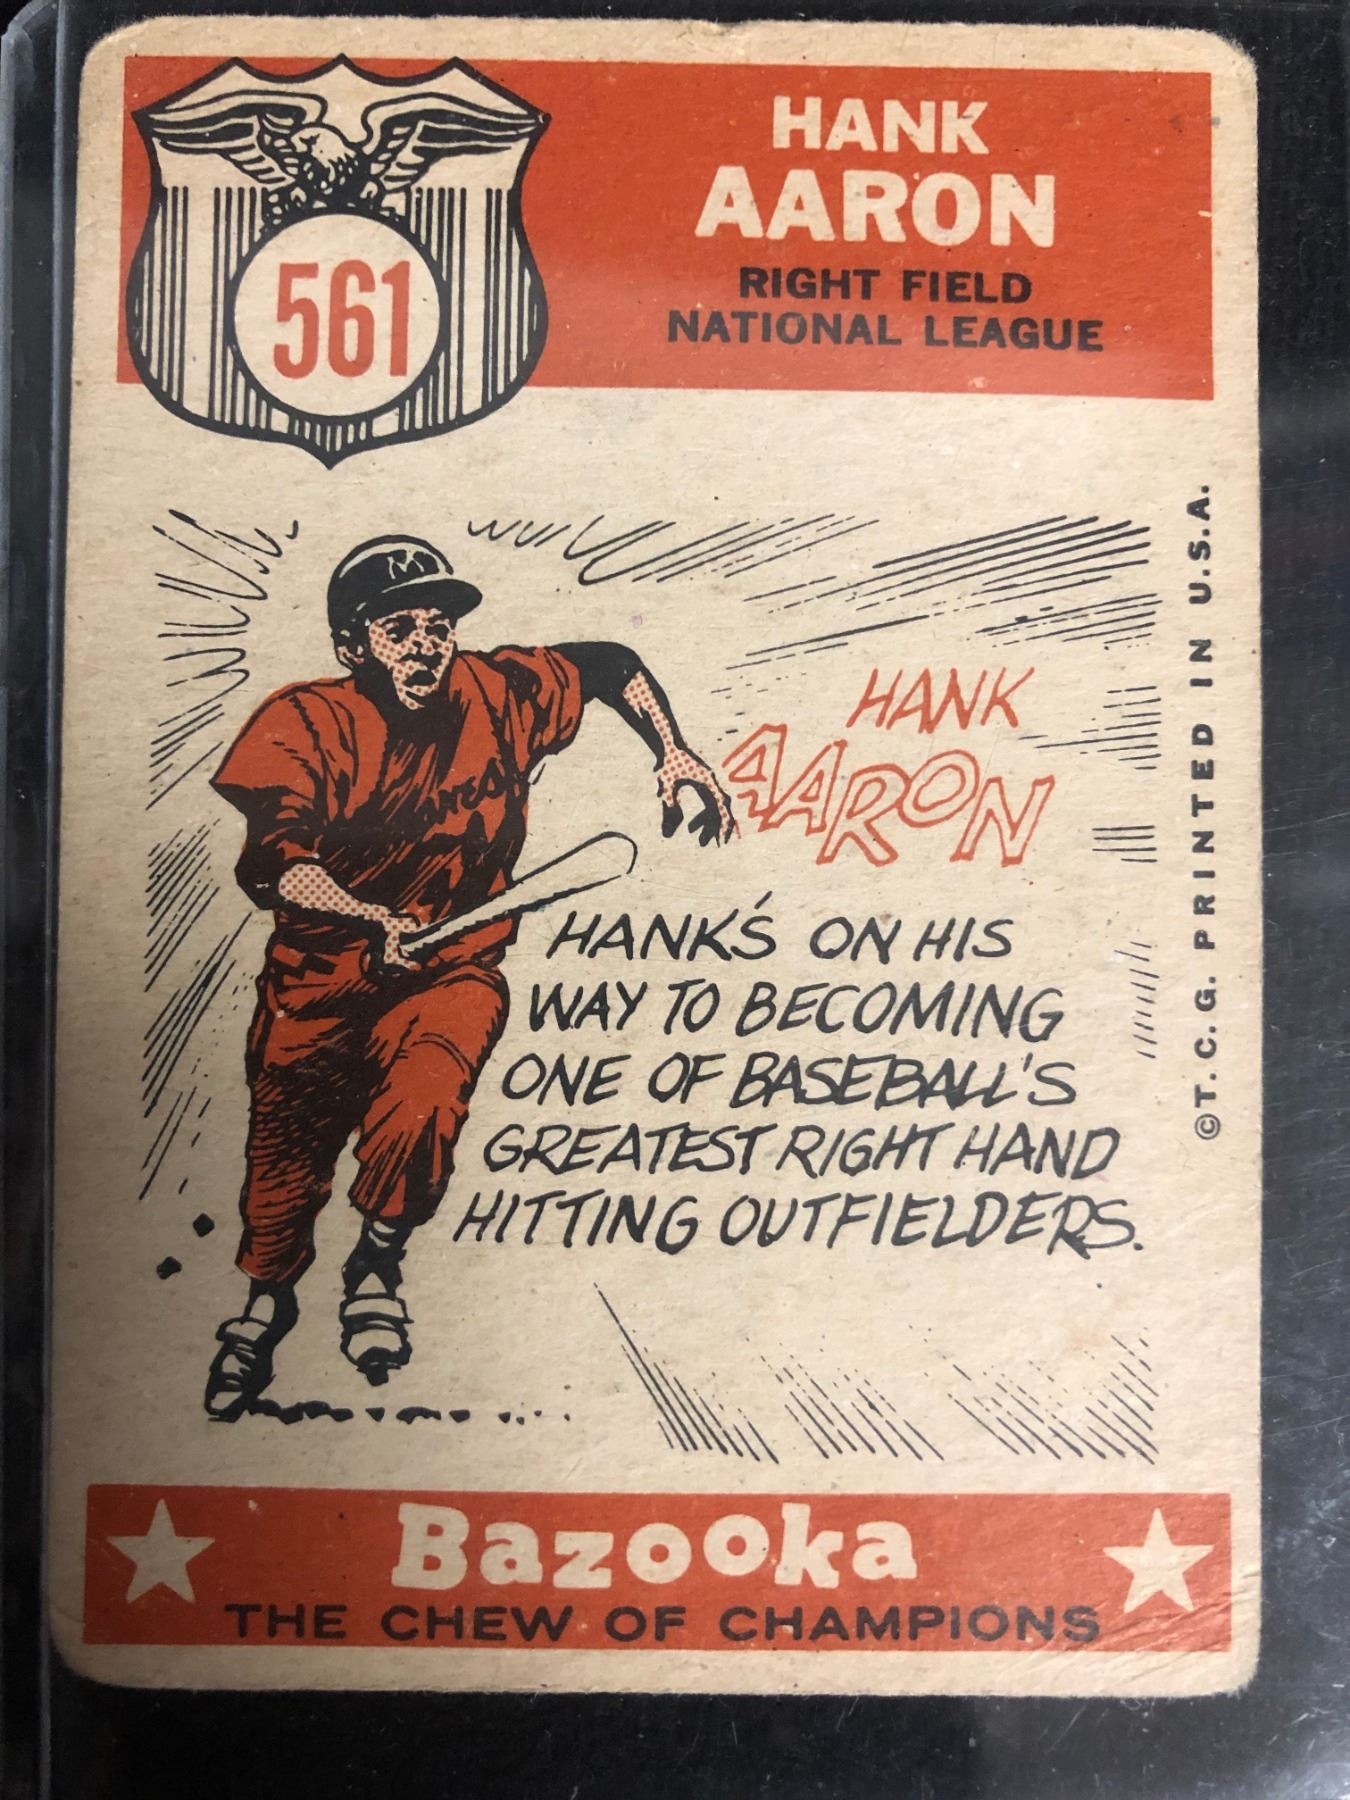 561
HANK
AARON
RIGHT FIELD
NATIONAL LEAGUE
M
HANK
AARON
HANK'S ON HIS
WAY TO BECOMING
ONE OF BASEBALL'S
GREATEST RIGHT HAND
HITTING OUTFIELDERS.
©T.C.G. PRINTED IN U.S.A.
Bazooka
THE CHEW OF CHAMPIONS